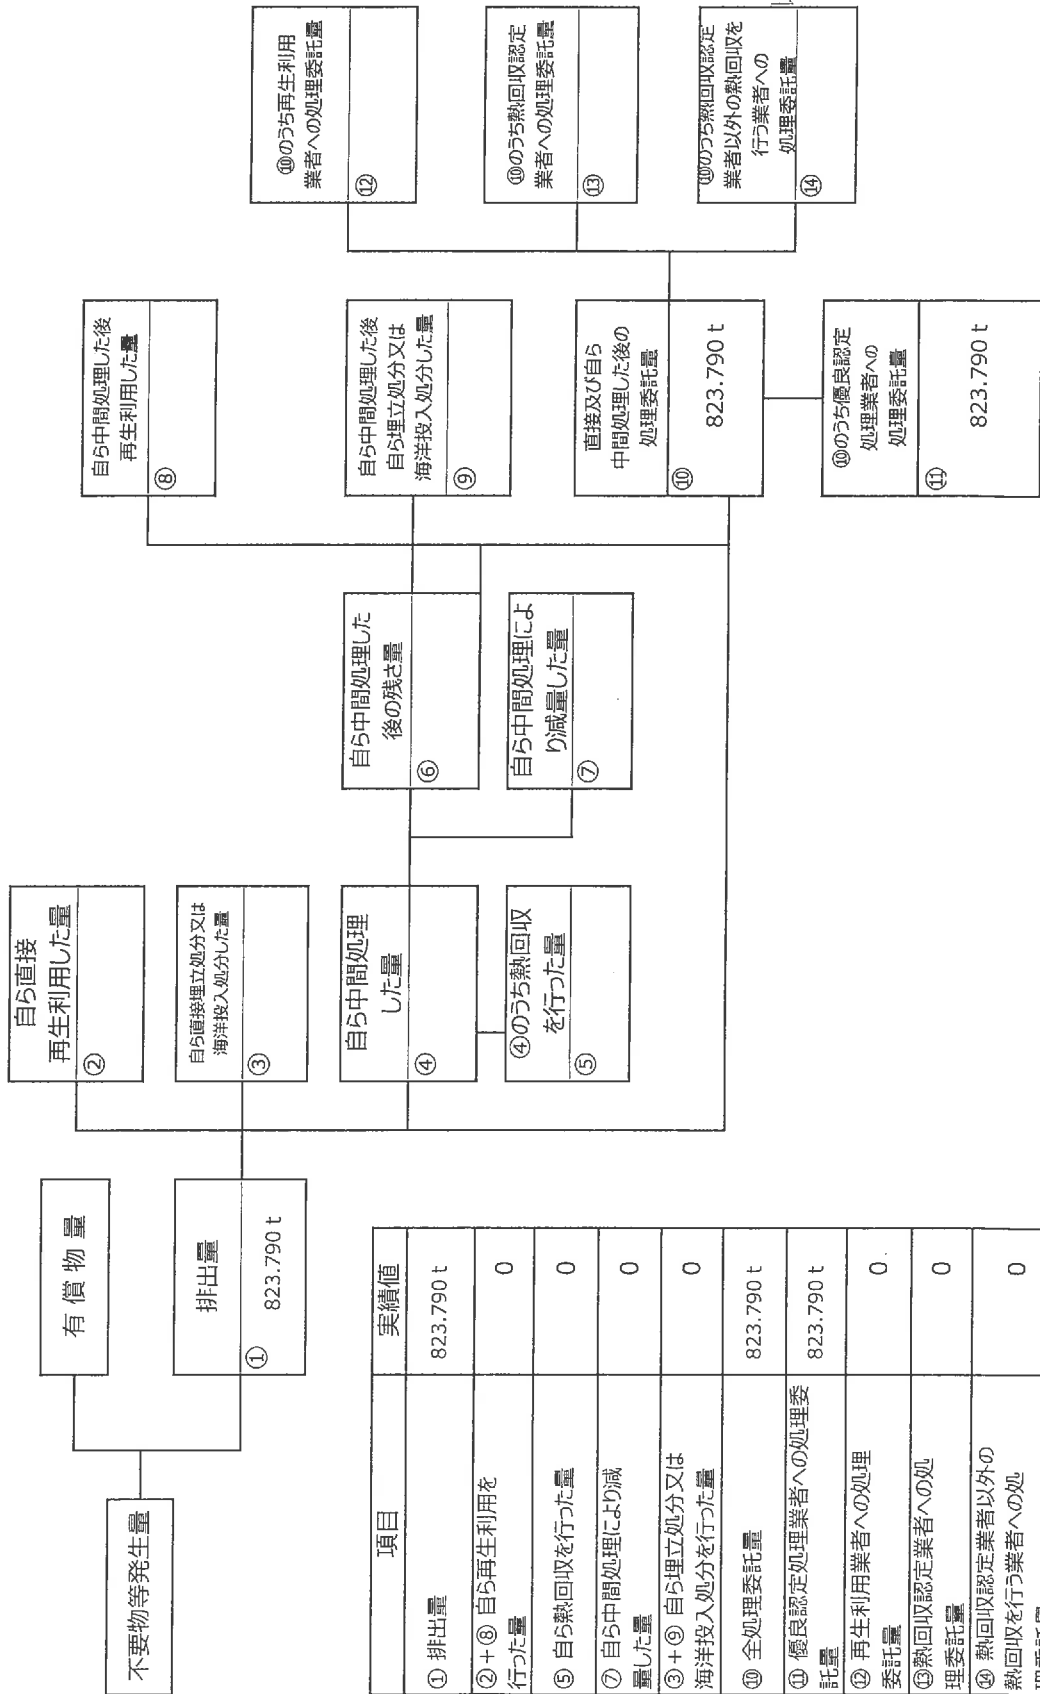 不要物等発生量
有償物量
排出量
①
823.790 t
自ら直接
再生利用した量
②
自ら直接埋立処分又は
海洋投入処分した量
③
自ら中間処理
した量
④
④のうち熱回収
を行った量
⑤
自ら中間処理した
後の残さ量
⑥
自ら中間処理によ
り減量した量
⑦
自ら中間処理した後
再生利用した量
⑧
自ら中間処理した後
自ら埋立処分又は
海洋投入処分した量
⑨
直接及び自ら
中間処理した後の
処理委託量
⑩
823.790 t
⑩のうち優良認定
処理業者への
処理委託量
⑪
823.790 t
⑩のうち再生利用
業者への処理委託量
⑫
⑩のうち熱回収認定
業者への処理委託量
⑬
⑩のうち熱回収認定
業者以外の熱回収を
行う業者への
処理委託量
⑭
項目 実績値
① 排出量 823.790 t
②+⑧ 自ら再生利用を
行った量 0
⑤ 自ら熱回収を行った量 0
⑦ 自ら中間処理により減
量した量 0
③+⑨ 自ら埋立処分又は
海洋投入処分を行った量 0
⑩ 全処理委託量 823.790 t
⑪ 優良認定処理業者への処理委
託量 823.790 t
⑫ 再生利用業者への処理
委託量 0
⑬熱回収認定業者への処
理委託量 0
⑭ 熱回収認定業者以外の
熱回収を行う業者への処 0
理委託量